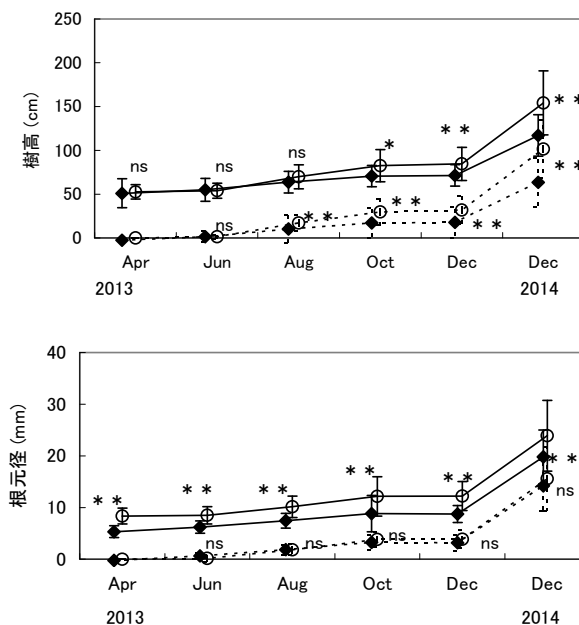 250
200
150
100
50
0
樹高 (cm)
ns ns ns * ** **
ns ** ** ** **
Apr Jun Aug Oct Dec Dec
2013 2014
40
30
20
10
0
根元径 (mm)
** ** ** ** ** **
ns ns ns ns ns
Apr Jun Aug Oct Dec Dec
2013 2014